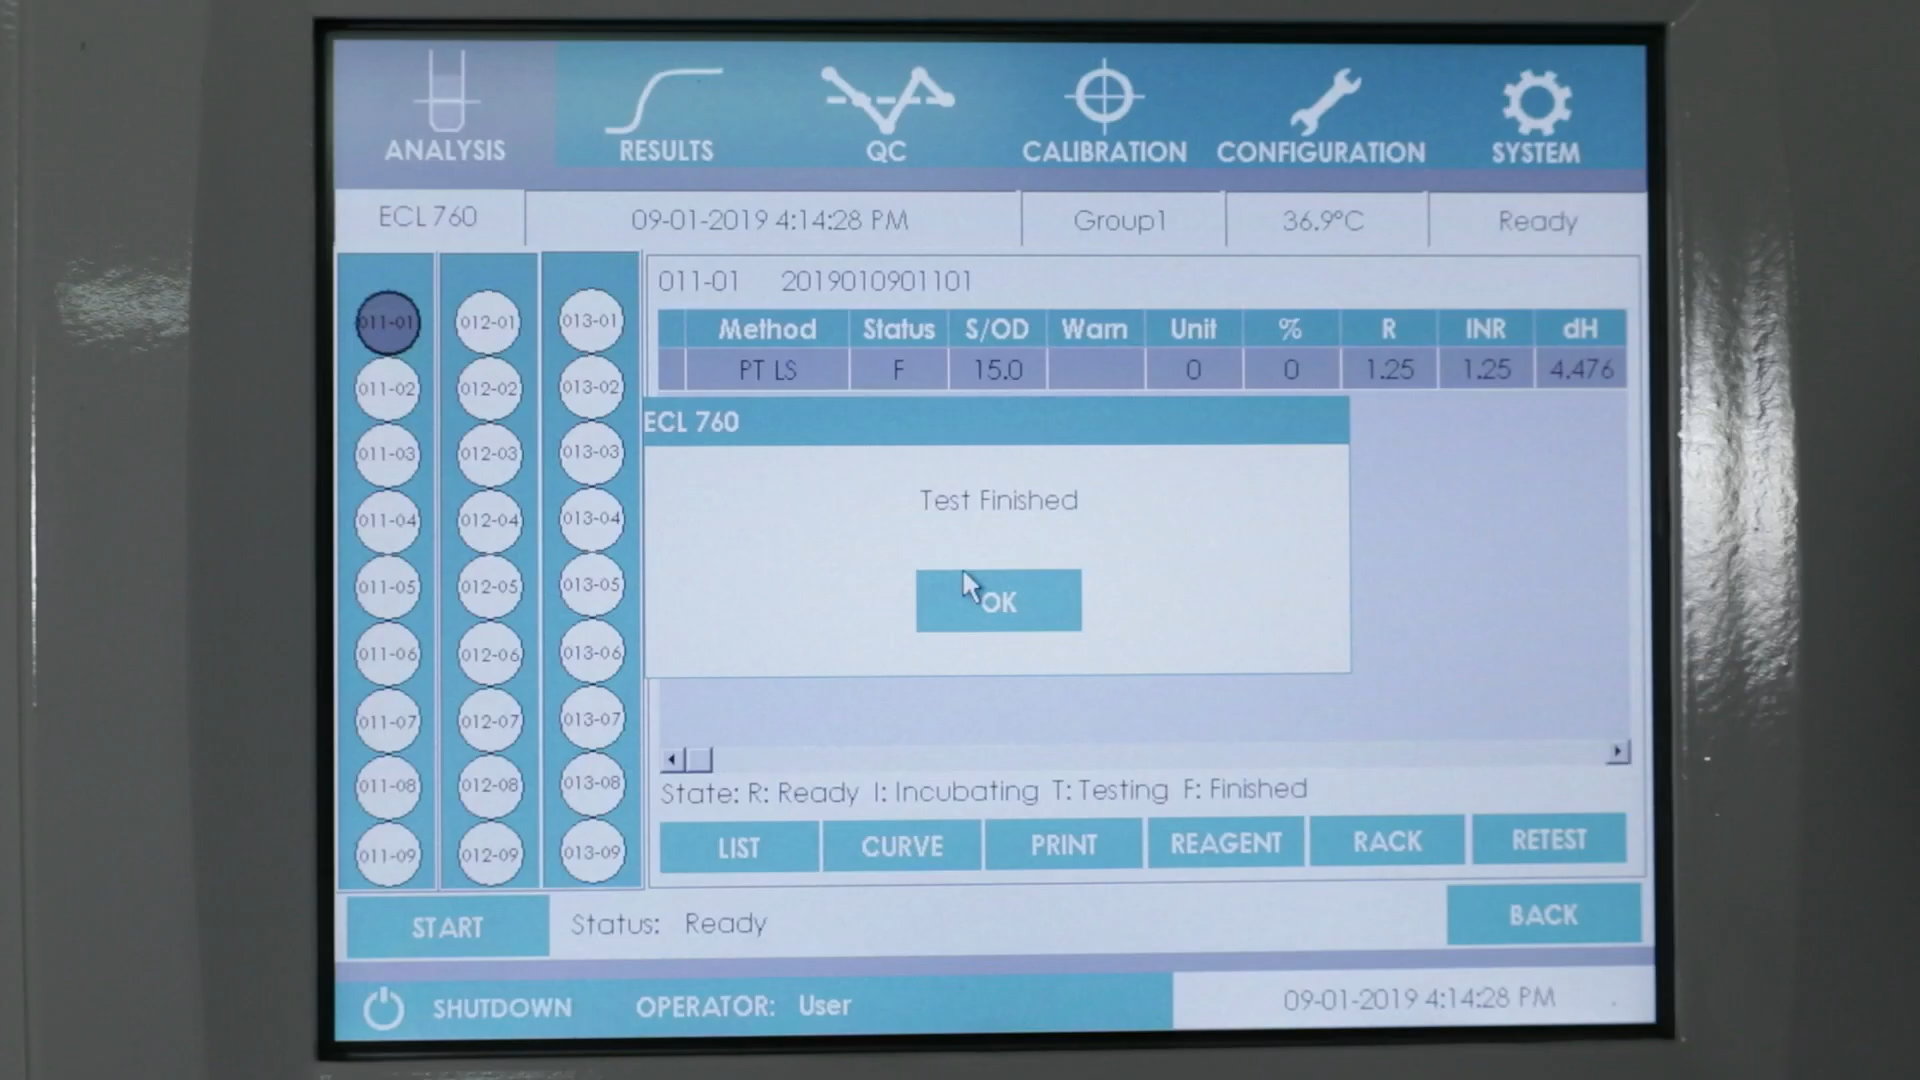 ANALYSIS RESULTS QC CALIBRATION CONFIGURATION SYSTEM
ECL 760 09-01-2019 4:14:28 PM Group1 36.9°C Ready
011-01 2019010901101
Method Status S/OD Warn Unit % R INR dH
PT LS F 15.0 0 0 1.25 1.25 4.476
011-01 012-01 013-01
011-02 012-02 013-02
011-03 012-03 013-03
011-04 012-04 013-04
011-05 012-05 013-05
011-06 012-06 013-06
011-07 012-07 013-07
011-08 012-08 013-08
011-09 012-09 013-09
ECL 760
Test Finished
OK
State: R: Ready I: Incubating T: Testing F: Finished
LIST CURVE PRINT REAGENT RACK RETEST
START Status: Ready BACK
SHUTDOWN OPERATOR: User 09-01-2019 4:14:28 PM